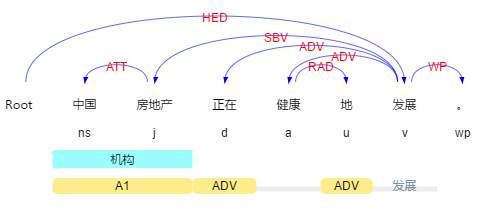 HED
SBV
ADV
ADV
ATT RAD WP
Root 中国 房地产 正在 健康 地 发展 。
ns j d a u v wp
机构
A1 ADV ADV 发展